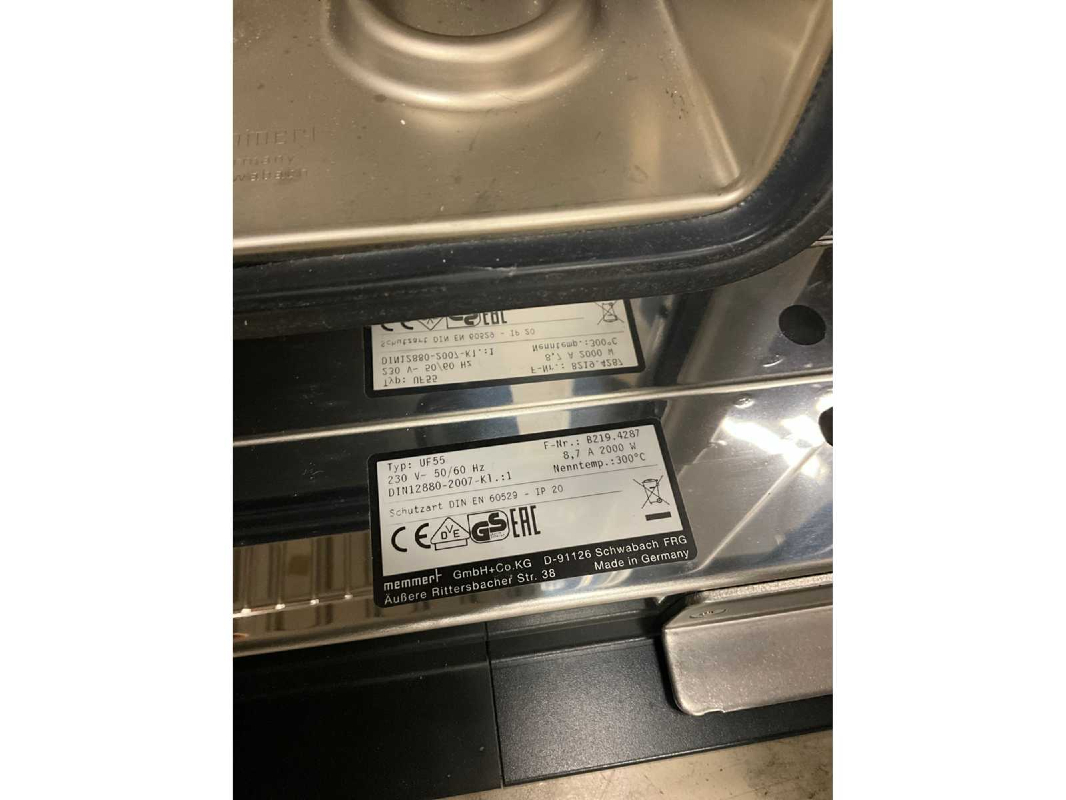 Typ: UF55
F-Nr.: B219.4287
230 V~ 50/60 Hz
8,7 A 2000 W
DIN12880-2007-Kl.:1
Nenntemp.:300°C
Schutzart DIN EN 60529 - IP 20
CE DVE GS EAC
memmert GmbH+Co.KG D-91126 Schwabach FRG
Äußere Rittersbacher Str. 38 Made in Germany